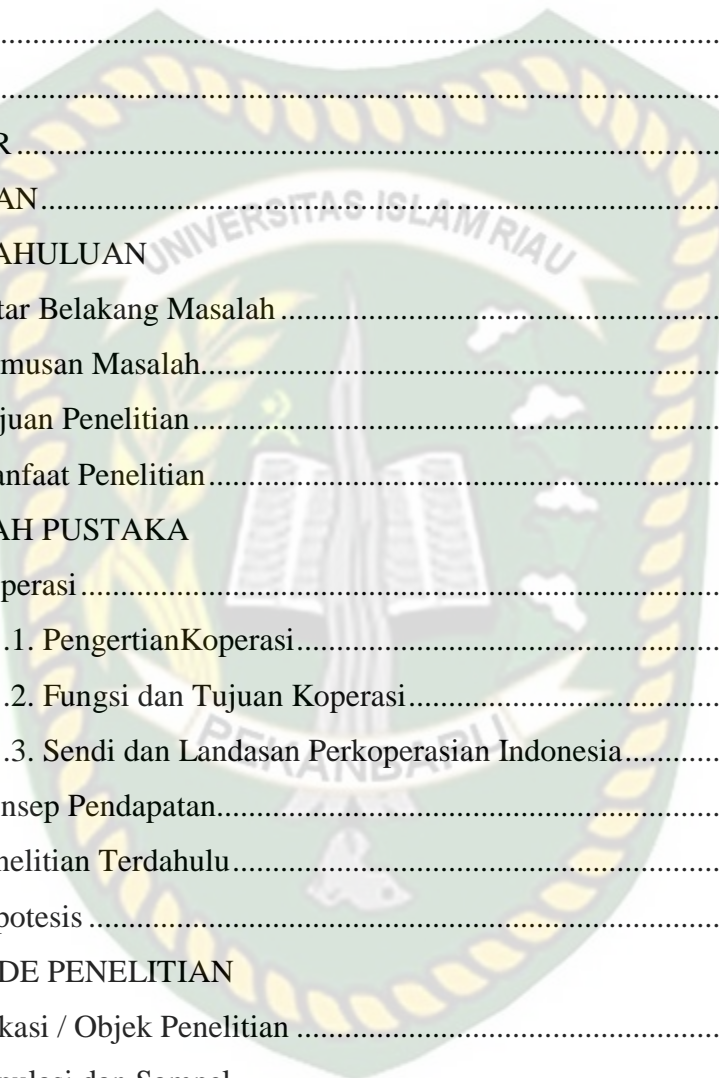 R
AN
AHULUAN
tar Belakang Masalah
musan Masalah
juan Penelitian
anfaat Penelitian
AH PUSTAKA
perasi
.1. PengertianKoperasi
.2. Fungsi dan Tujuan Koperasi
.3. Sendi dan Landasan Perkoperasian Indonesia
nsep Pendapatan
nelitian Terdahulu
potesis
DE PENELITIAN
kasi / Objek Penelitian
UNIVERSITAS ISLAM RIAU
PEKANBARU